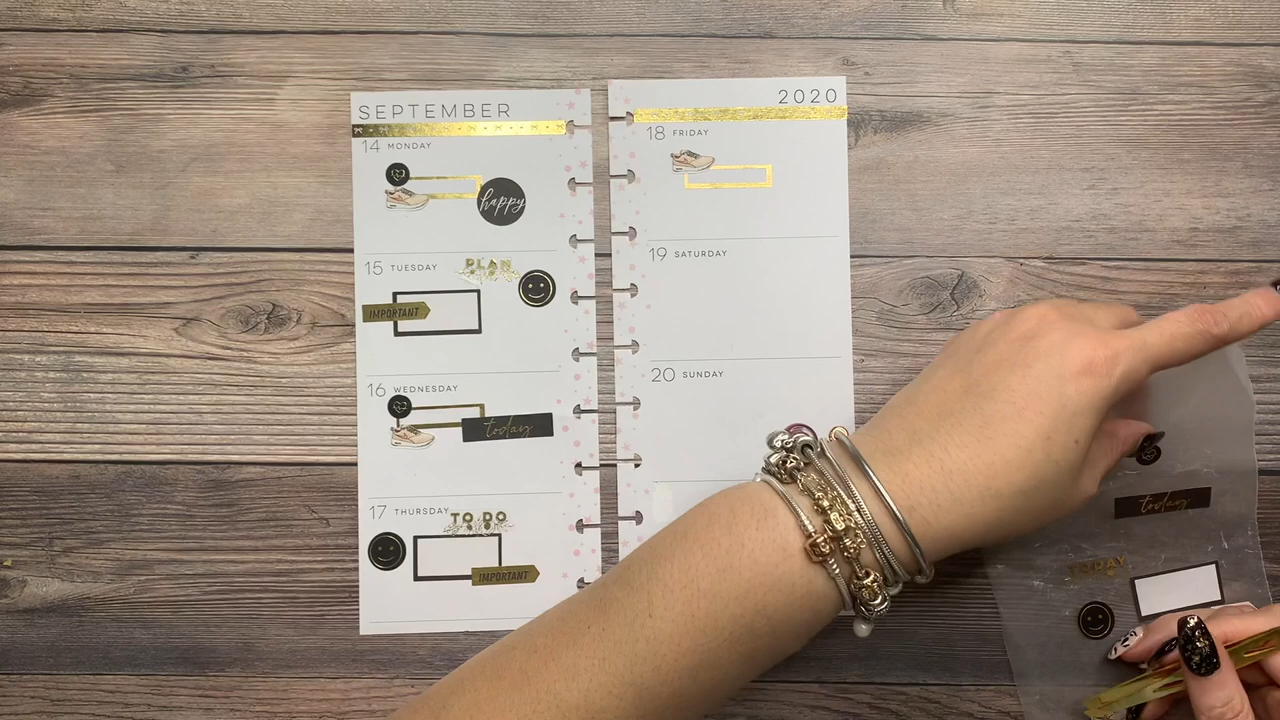 SEPTEMBER
14 MONDAY
happy
15 TUESDAY
PLAN
IMPORTANT
16 WEDNESDAY
today
17 THURSDAY
TO DO
IMPORTANT
2020
18 FRIDAY
19 SATURDAY
20 SUNDAY
today
TODAY